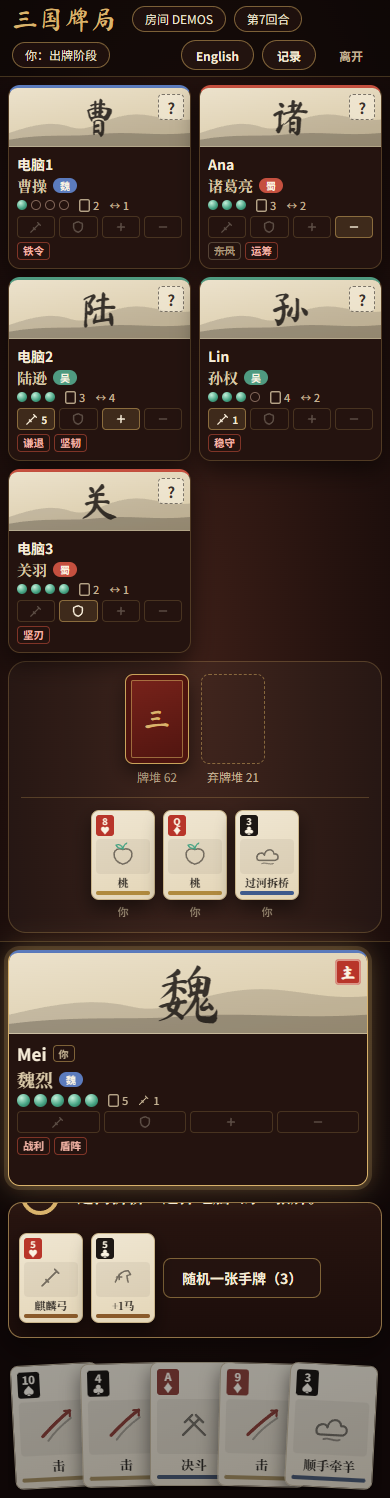 三国牌局
房间 DEMOS
第7回合
你：出牌阶段
English
记录
离开
曹
?
电脑1
曹操 魏
2 ↔1
铁令
诸
?
Ana
诸葛亮 蜀
3 ↔2
东风 运筹
陆
?
电脑2
陆逊 吴
3 ↔4
5
谦退 坚韧
孙
?
Lin
孙权 吴
4 ↔2
1
稳守
关
?
电脑3
关羽 蜀
2 ↔1
坚刃
三
牌堆 62
弃牌堆 21
8♥
桃
你
Q♦
桃
你
3♣
过河拆桥
你
魏
主
Mei 你
魏烈 魏
5 1
战利 盾阵
5♥
麒麟弓
5♠
+1马
随机一张手牌（3）
10♠
击
4♣
击
A♦
决斗
9♦
击
3♠
顺手牵羊